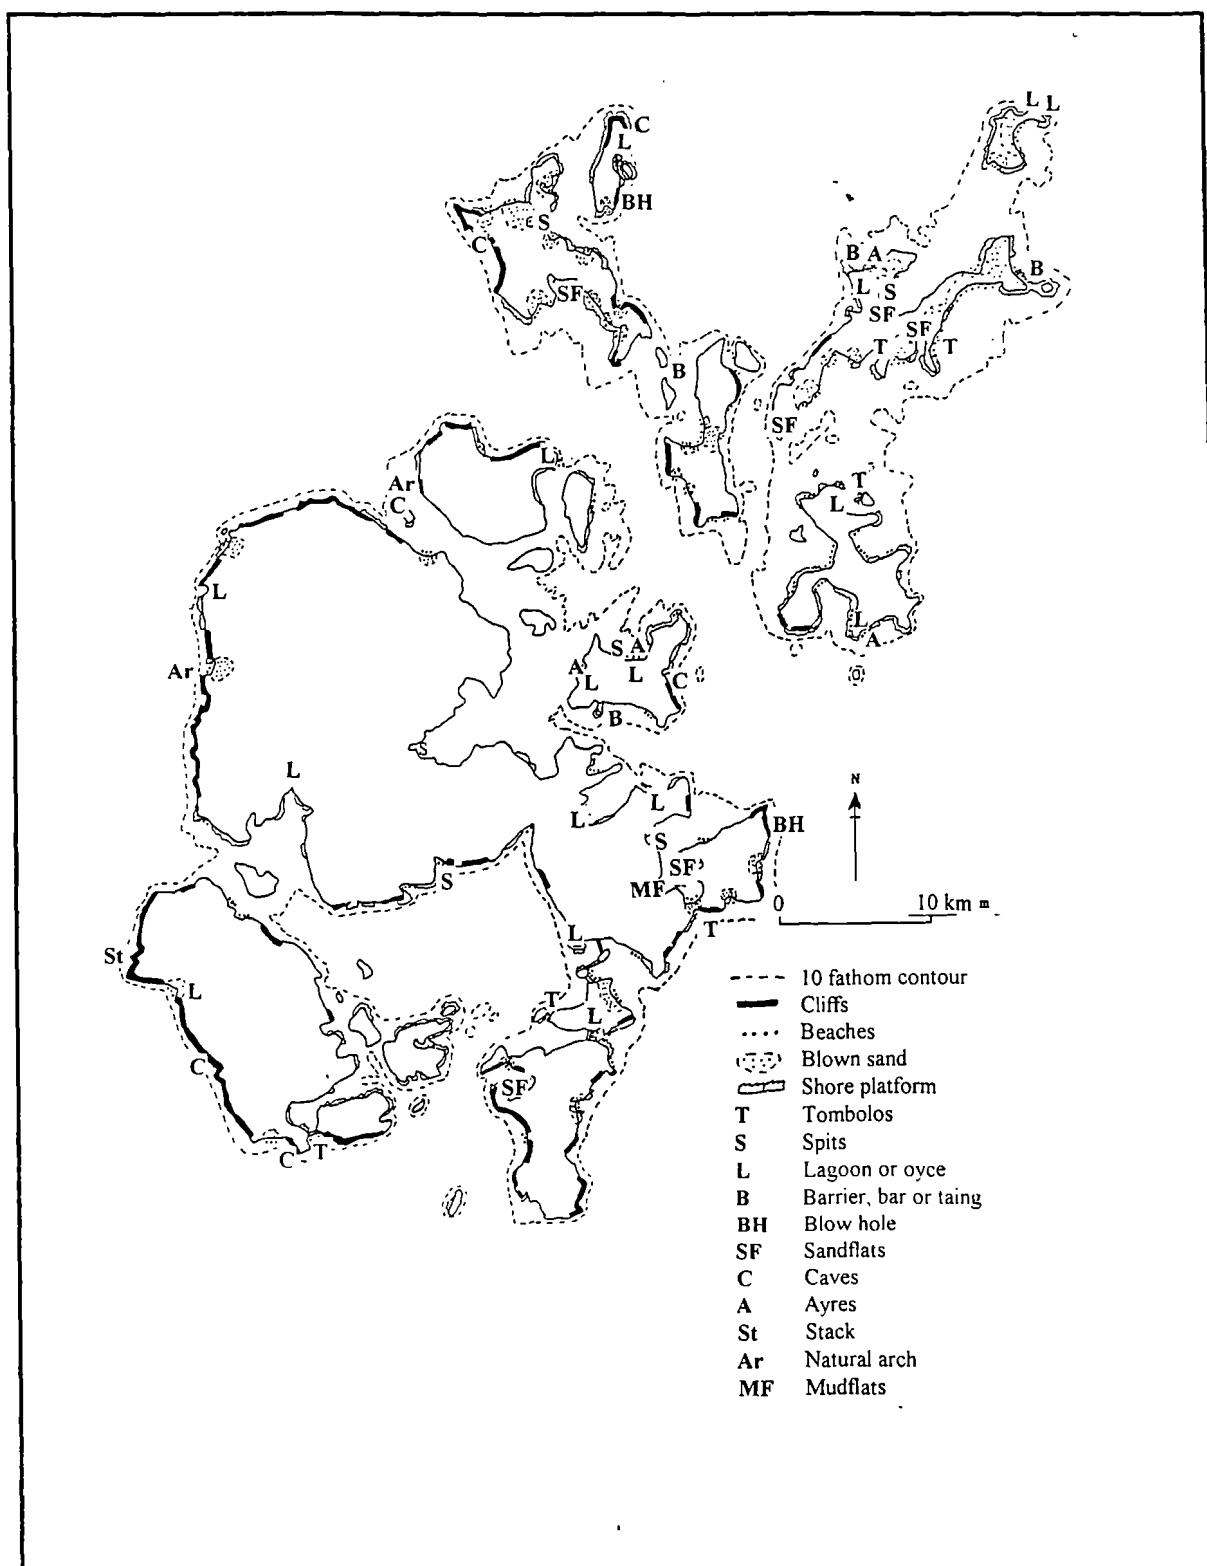 L L
C
L
BH
S
C
B A
L S
B
SF
SF
SF
T T
B
SF
L
Ar
C
T
L
L
L
A
Ar
S A
A
L
L
C
B
L
L
L
BH
S
SF
S
MF
N
0 10 km m
T
L
St
L
T
L
C
SF
C T
10 fathom contour
Cliffs
Beaches
Blown sand
Shore platform
T Tombolos
S Spits
L Lagoon or oyce
B Barrier, bar or taing
BH Blow hole
SF Sandflats
C Caves
A Ayres
St Stack
Ar Natural arch
MF Mudflats